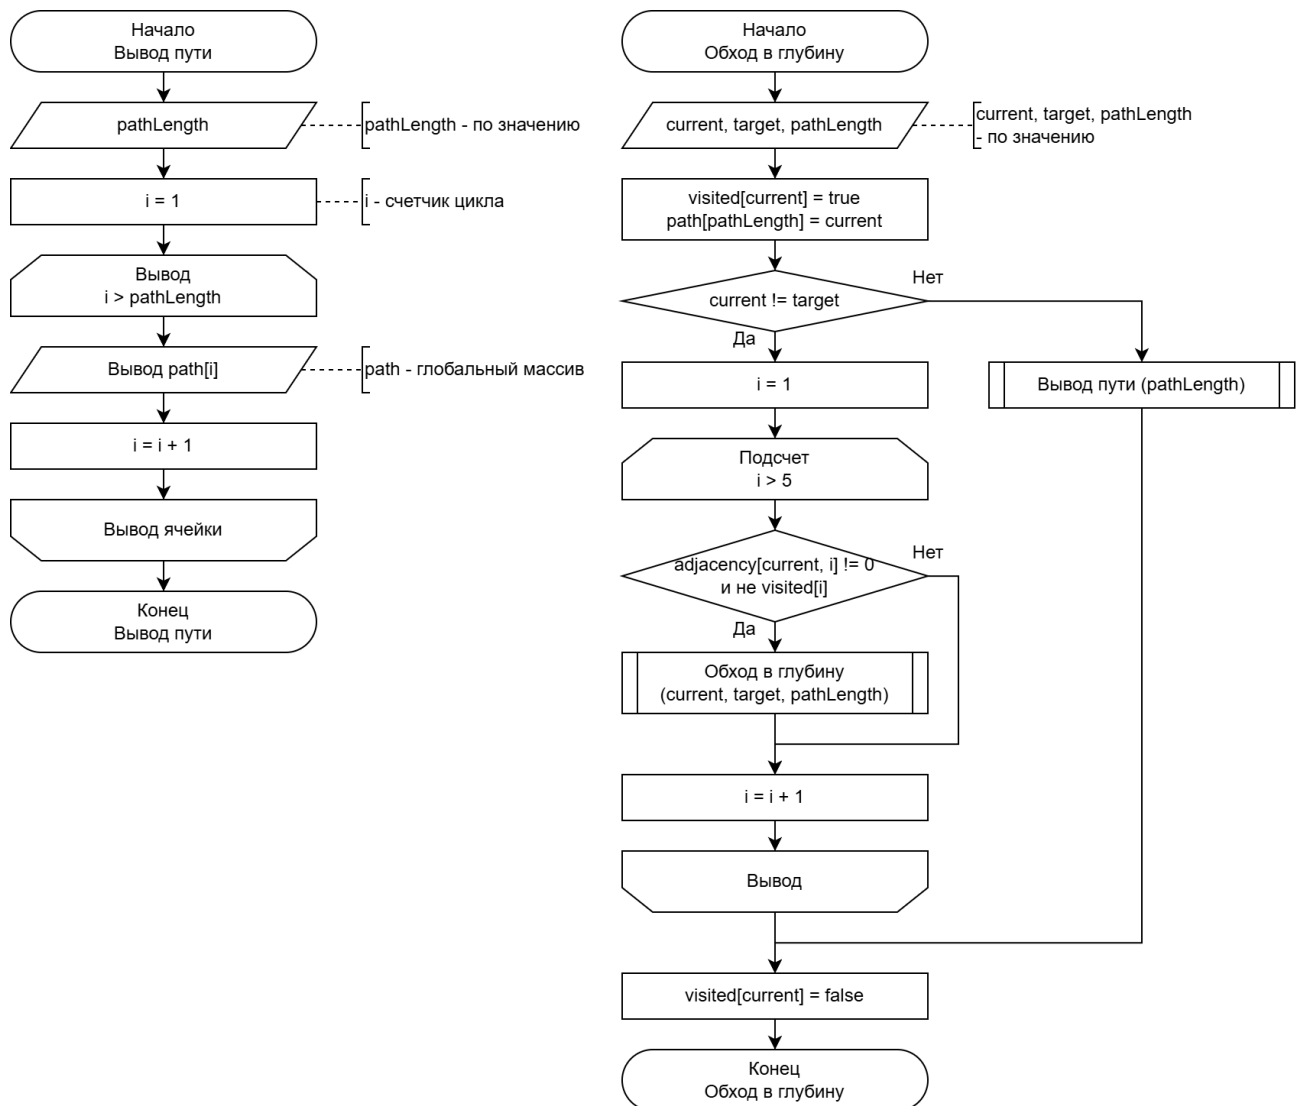 Начало
Вывод пути
pathLength
pathLength - по значению
i = 1
i - счетчик цикла
Вывод
i > pathLength
Вывод path[i]
path - глобальный массив
i = i + 1
Вывод ячейки
Конец
Вывод пути
Начало
Обход в глубину
current, target, pathLength
current, target, pathLength
- по значению
visited[current] = true
path[pathLength] = current
current != target
Нет
Да
i = 1
Вывод пути (pathLength)
Подсчет
i > 5
adjacency[current, i] != 0
и не visited[i]
Нет
Да
Обход в глубину
(current, target, pathLength)
i = i + 1
Вывод
visited[current] = false
Конец
Обход в глубину